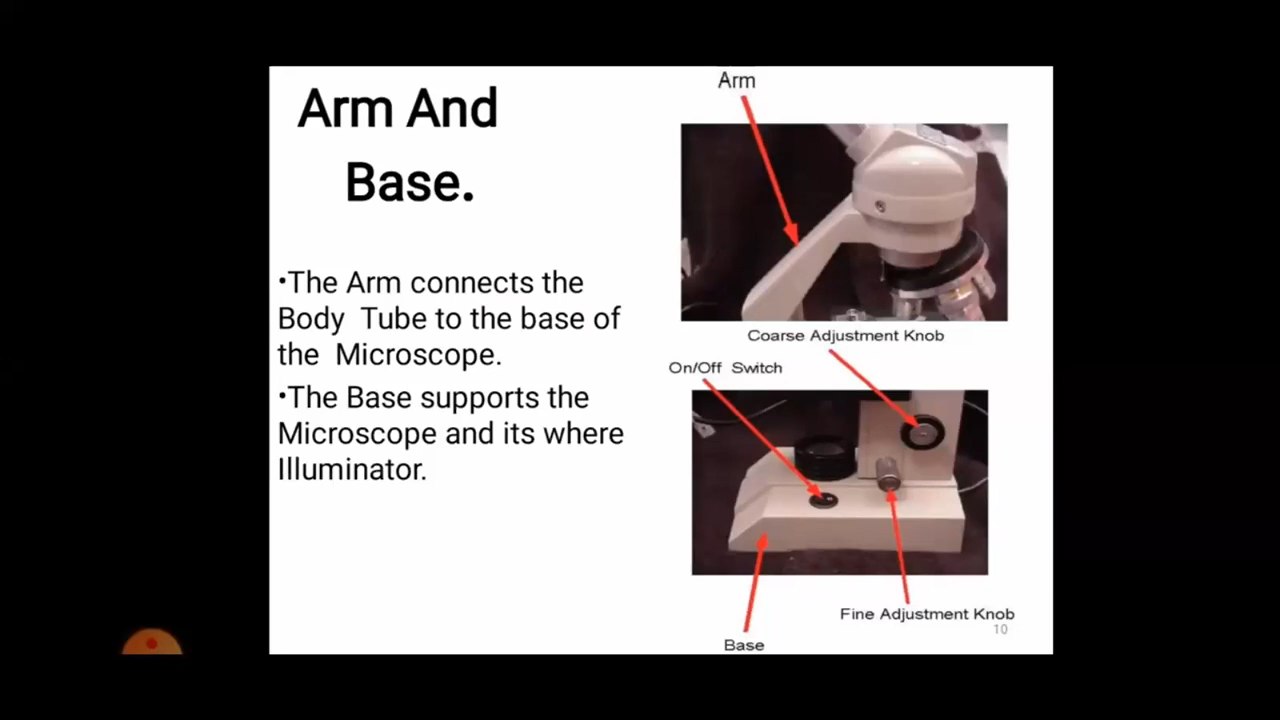 Arm And
Base.
•The Arm connects the
Body Tube to the base of
the Microscope.
•The Base supports the
Microscope and its where
Illuminator.
Arm
Coarse Adjustment Knob
On/Off Switch
Fine Adjustment Knob
10
Base